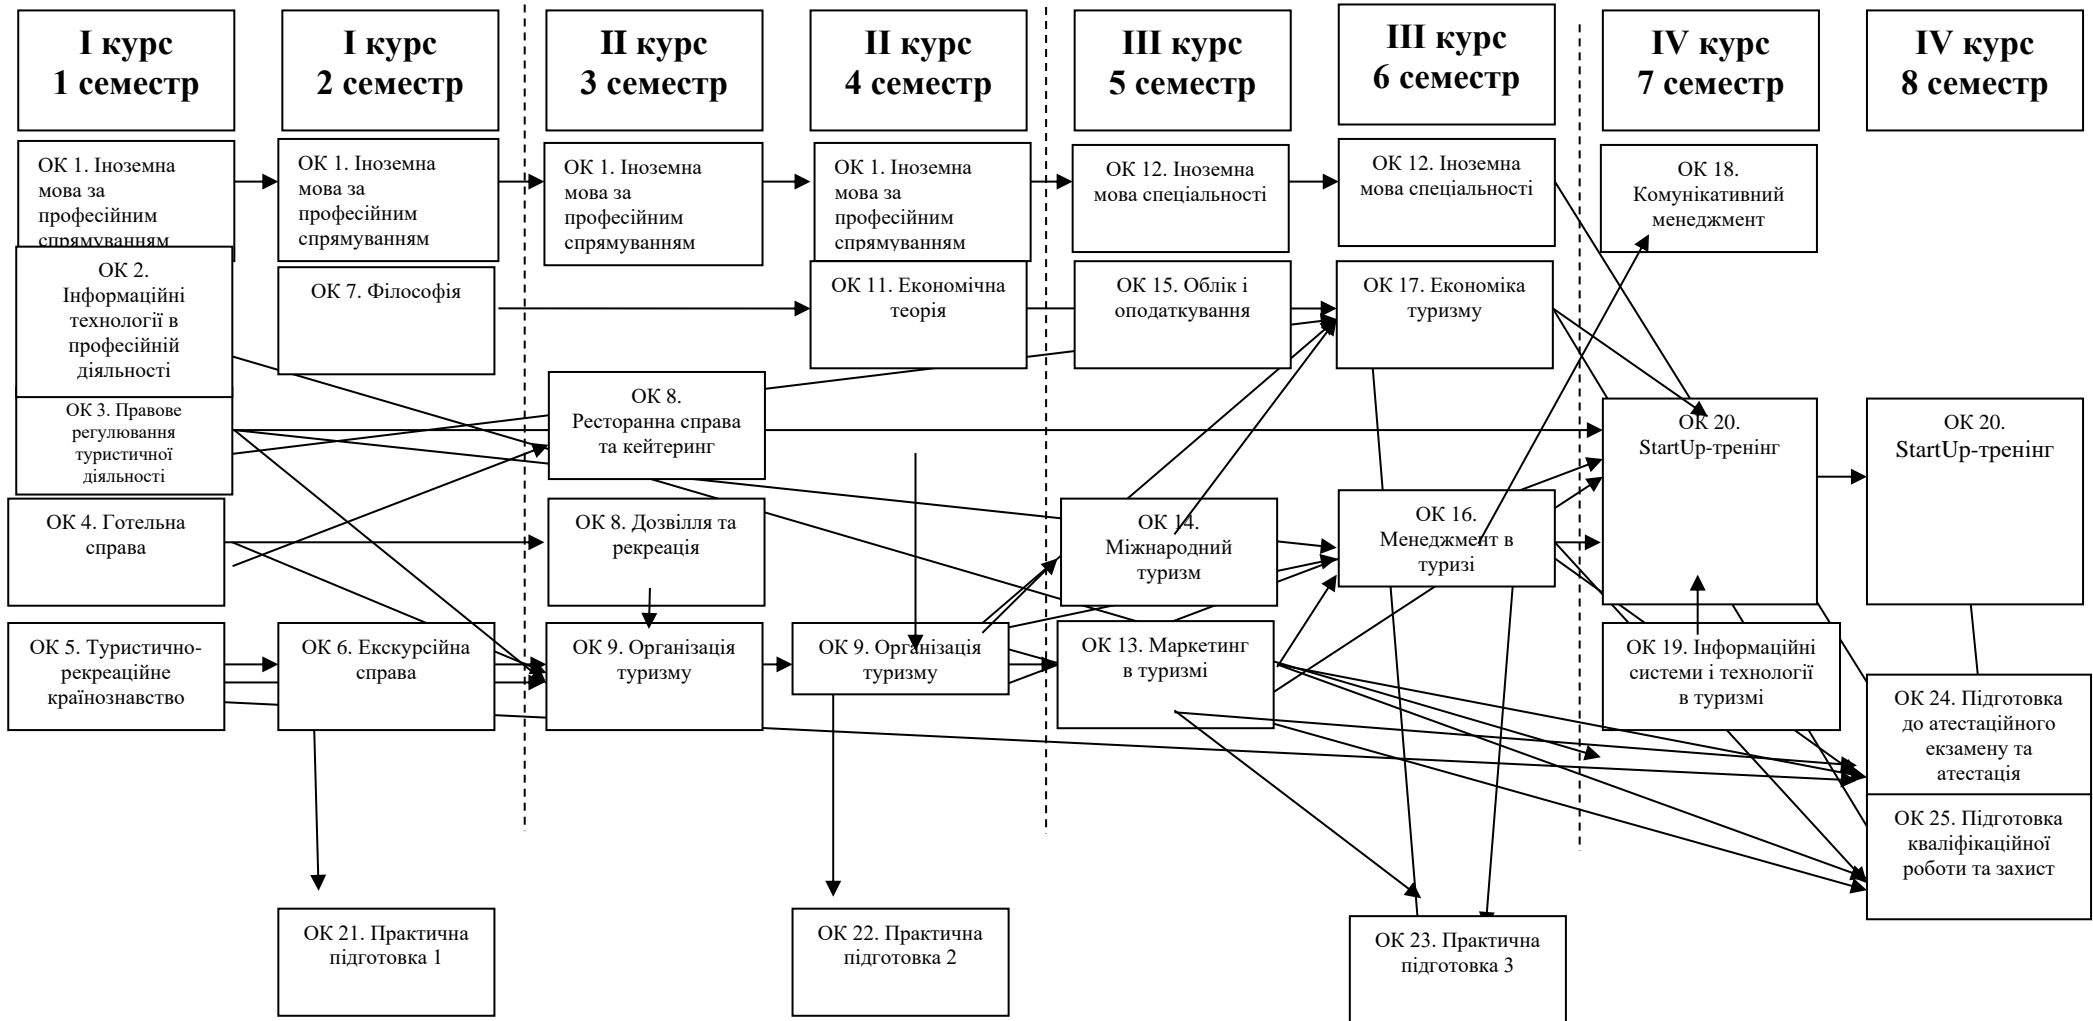 I курс
1 семестр
I курс
2 семестр
II курс
3 семестр
II курс
4 семестр
III курс
5 семестр
III курс
6 семестр
IV курс
7 семестр
IV курс
8 семестр
ОК 1. Іноземна
мова за
професійним
спрямуванням
ОК 1. Іноземна
мова за
професійним
спрямуванням
ОК 1. Іноземна
мова за
професійним
спрямуванням
ОК 1. Іноземна
мова за
професійним
спрямуванням
ОК 12. Іноземна
мова спеціальності
ОК 12. Іноземна
мова спеціальності
ОК 18.
Комунікативний
менеджмент
ОК 2.
Інформаційні
технології в
професійній
діяльності
ОК 7. Філософія
ОК 11. Економічна
теорія
ОК 15. Облік і
оподаткування
ОК 17. Економіка
туризму
ОК 3. Правове
регулювання
туристичної
діяльності
ОК 8.
Ресторанна справа
та кейтеринг
ОК 20.
StartUp-тренінг
ОК 20.
StartUp-тренінг
ОК 4. Готельна
справа
ОК 8. Дозвілля та
рекреація
ОК 14.
Міжнародний
туризм
ОК 16.
Менеджмент в
туризі
ОК 5. Туристично-
рекреаційне
країнознавство
ОК 6. Екскурсійна
справа
ОК 9. Організація
туризму
ОК 9. Організація
туризму
ОК 13. Маркетинг
в туризмі
ОК 19. Інформаційні
системи і технології
в туризмі
ОК 24. Підготовка
до атестаційного
екзамену та
атестація
ОК 25. Підготовка
кваліфікаційної
роботи та захист
ОК 21. Практична
підготовка 1
ОК 22. Практична
підготовка 2
ОК 23. Практична
підготовка 3